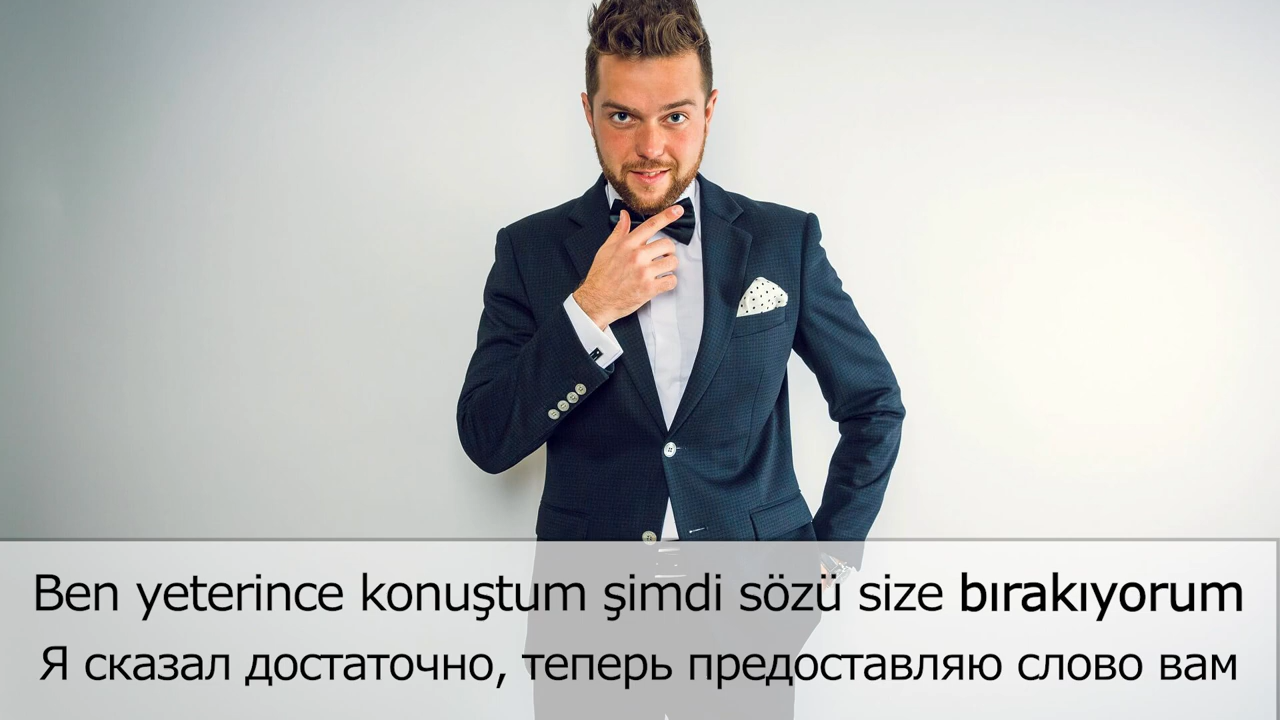 Ben yeterince konuştum şimdi sözü size bırakıyorum
Я сказал достаточно, теперь предоставляю слово вам